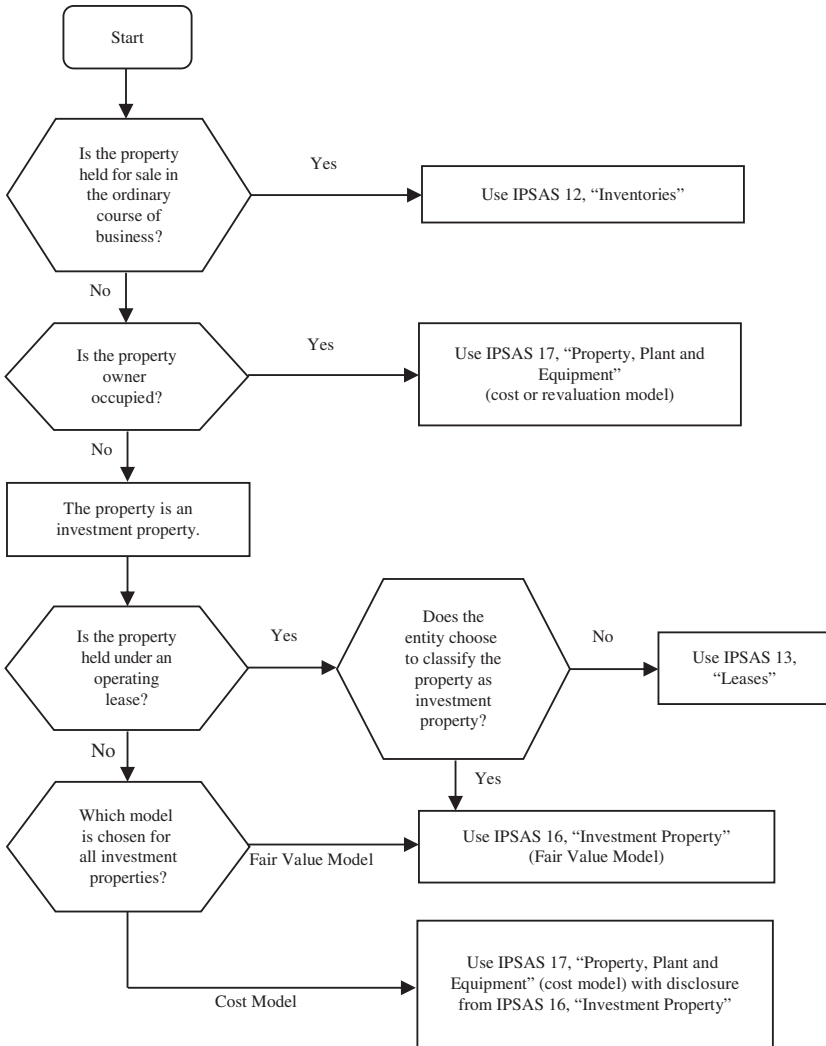 Start
Is the property
held for sale in
the ordinary
course of
business?
Yes
Use IPSAS 12, “Inventories”
No
Is the property
owner
occupied?
Yes
Use IPSAS 17, “Property, Plant and
Equipment”
(cost or revaluation model)
No
The property is an
investment property.
Is the property
held under an
operating
lease?
Yes
Does the
entity choose
to classify the
property as
investment
property?
No
Use IPSAS 13,
“Leases”
No
Yes
Which model
is chosen for
all investment
properties?
Fair Value Model
Use IPSAS 16, “Investment Property”
(Fair Value Model)
Cost Model
Use IPSAS 17, “Property, Plant and
Equipment” (cost model) with disclosure
from IPSAS 16, “Investment Property”